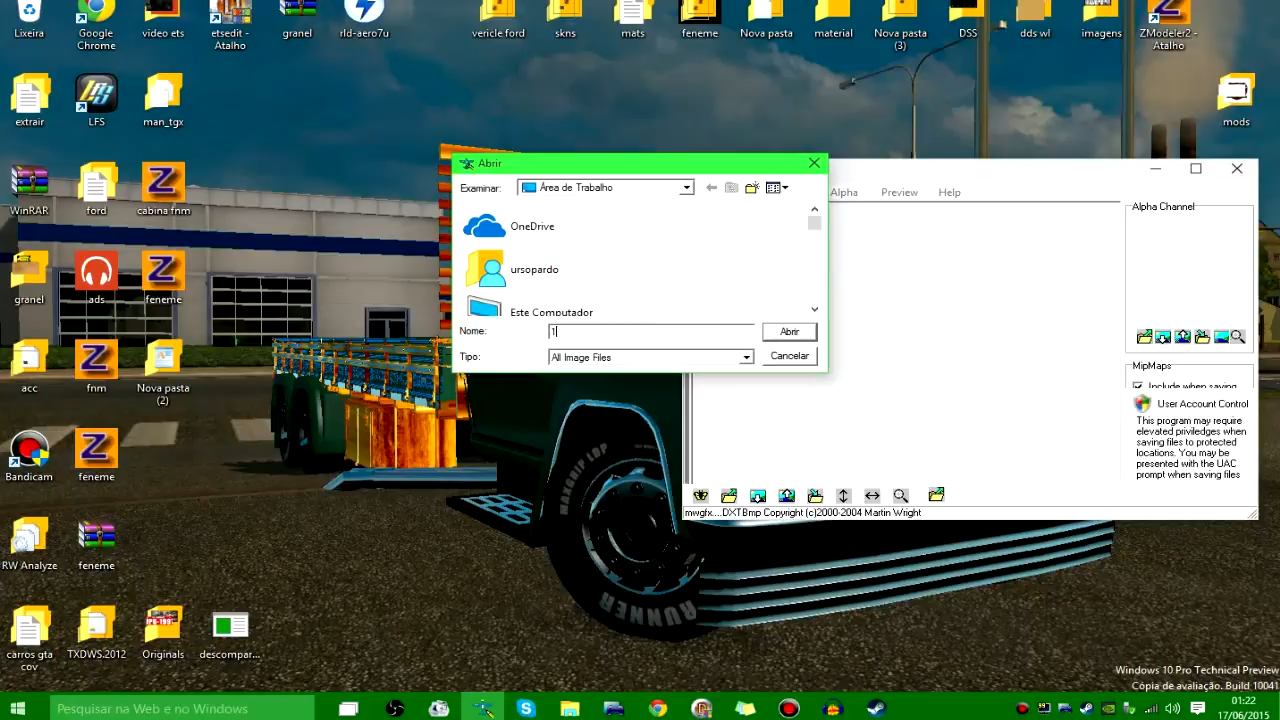 Lixeira
Google Chrome
video ets
etsedit - Atalho
granel
rld-aero7u
vericle ford
skns
mats
feneme
Nova pasta
material
Nova pasta (3)
DSS
dds wl
imagens
ZModeler2 - Atalho
extrair
LFS
man_tgx
mods
WinRAR
ford
cabina fnm
granel
ads
feneme
acc
fnm
Nova pasta (2)
Bandicam
feneme
RW Analyze
feneme
carros gta cov
TXDWS.2012
Originals
descompar...
Abrir
Examinar:
Área de Trabalho
OneDrive
ursopardo
Este Computador
Nome:
1
Abrir
Tipo:
All Image Files
Cancelar
Alpha
Preview
Help
Alpha Channel
MipMaps
Include when saving
User Account Control
This program may require
elevated priviledges when
saving files to protected
locations. You may be
presented with the UAC
prompt when saving files
mwgfx....DXTBmp Copyright (c)2000-2004 Martin Wright
MAXGRIP LDP
RUNNER
Windows 10 Pro Technical Preview
Cópia de avaliação. Build 10041
Pesquisar na Web e no Windows
01:22
17/06/2015